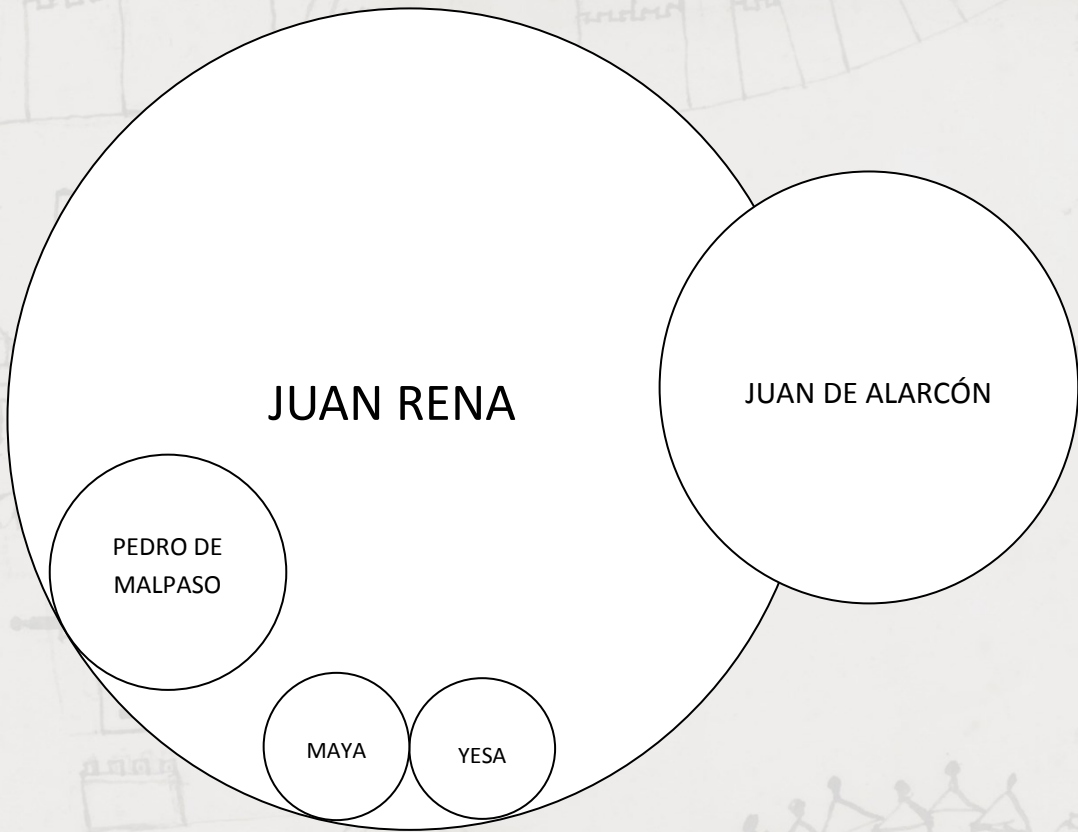 JUAN RENA
JUAN DE ALARCÓN
PEDRO DE
MALPASO
MAYA
YESA